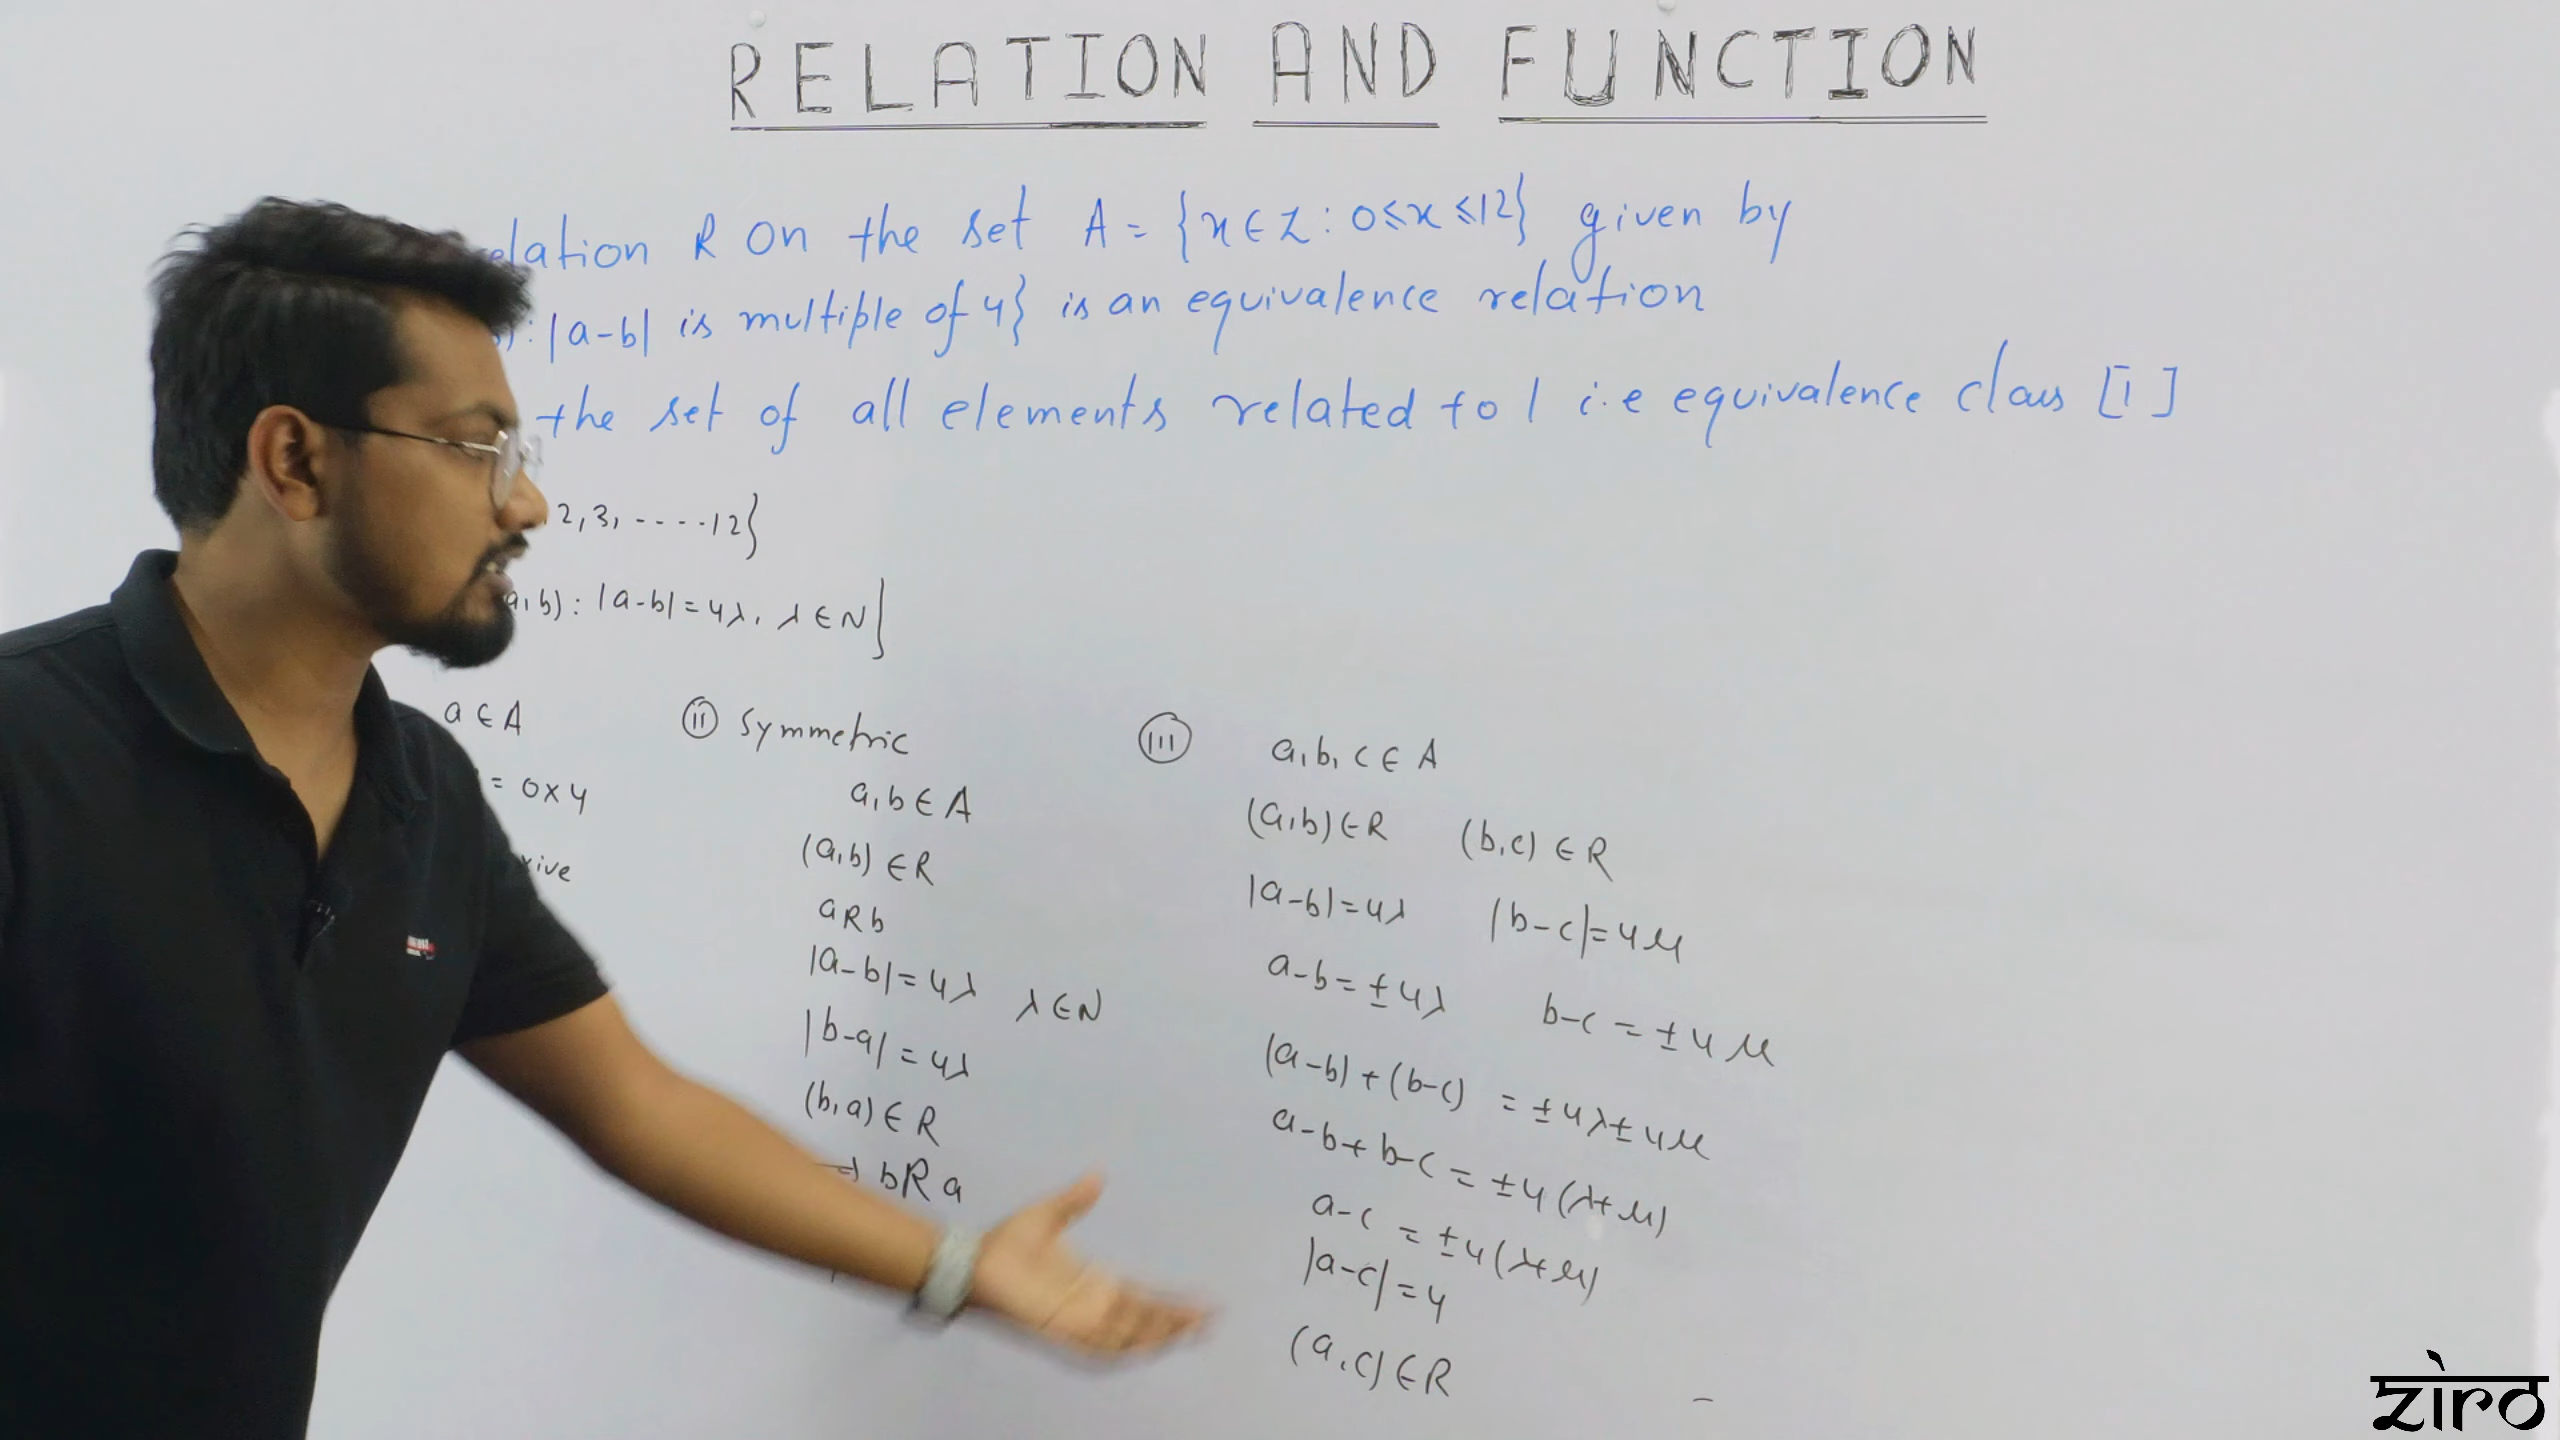 RELATION AND FUNCTION
elation R on the set A = {x ∈ Z : 0 ≤ x ≤ 12} given by
b) : |a-b| is multiple of 4} is an equivalence relation
the set of all elements related to 1 i.e equivalence class [1]
, 2, 3, ----- 12}
a, b) : |a-b| = 4λ, λ ∈ N}
a ∈ A
= 0×4
xive
(ii) Symmetric
a, b ∈ A
(a, b) ∈ R
aRb
|a-b| = 4λ λ ∈ N
|b-a| = 4λ
(b, a) ∈ R
⇒ bRa
(iii) a, b, c ∈ A
(a, b) ∈ R (b, c) ∈ R
|a-b| = 4λ |b-c| = 4μ
a-b = ±4λ b-c = ±4μ
(a-b) + (b-c) = ±4λ ± 4μ
a-b+b-c = ±4(λ+μ)
a-c = ±4(λ+μ)
|a-c| = 4
(a, c) ∈ R
ziro